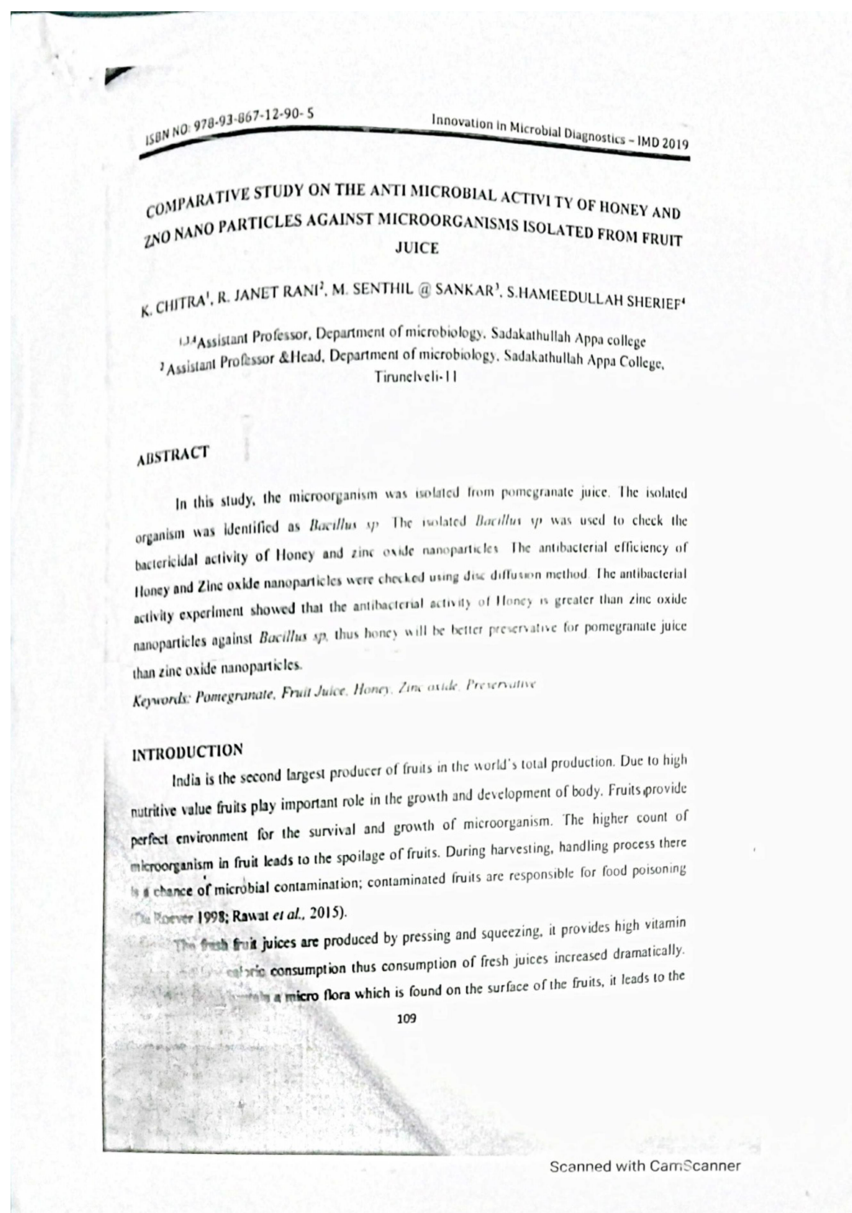 ISBN NO: 978-93-867-12-90- 5
Innovation in Microbial Diagnostics – IMD 2019
COMPARATIVE STUDY ON THE ANTI MICROBIAL ACTIVI TY OF HONEY AND
ZNO NANO PARTICLES AGAINST MICROORGANISMS ISOLATED FROM FRUIT
JUICE
K. CHITRA¹, R. JANET RANI², M. SENTHIL @ SANKAR³, S.HAMEEDULLAH SHERIEF⁴
¹,³,⁴Assistant Professor, Department of microbiology, Sadakathullah Appa college
²Assistant Professor &Head, Department of microbiology, Sadakathullah Appa College,
Tirunelveli-11
ABSTRACT
In this study, the microorganism was isolated from pomegranate juice. The isolated
organism was identified as Bacillus sp The isolated Bacillus sp was used to check the
bactericidal activity of Honey and zinc oxide nanoparticles The antibacterial efficiency of
Honey and Zinc oxide nanoparticles were checked using disc diffusion method. The antibacterial
activity experiment showed that the antibacterial activity of Honey is greater than zinc oxide
nanoparticles against Bacillus sp, thus honey will be better preservative for pomegranate juice
than zinc oxide nanoparticles.
Keywords: Pomegranate, Fruit Juice, Honey, Zinc oxide, Preservative
INTRODUCTION
India is the second largest producer of fruits in the world's total production. Due to high
nutritive value fruits play important role in the growth and development of body. Fruits provide
perfect environment for the survival and growth of microorganism. The higher count of
microorganism in fruit leads to the spoilage of fruits. During harvesting, handling process there
is a chance of microbial contamination; contaminated fruits are responsible for food poisoning
Roever 1998; Rawat et al., 2015).
The fresh fruit juices are produced by pressing and squeezing, it provides high vitamin
caloric consumption thus consumption of fresh juices increased dramatically.
a micro flora which is found on the surface of the fruits, it leads to the
109
Scanned with CamScanner